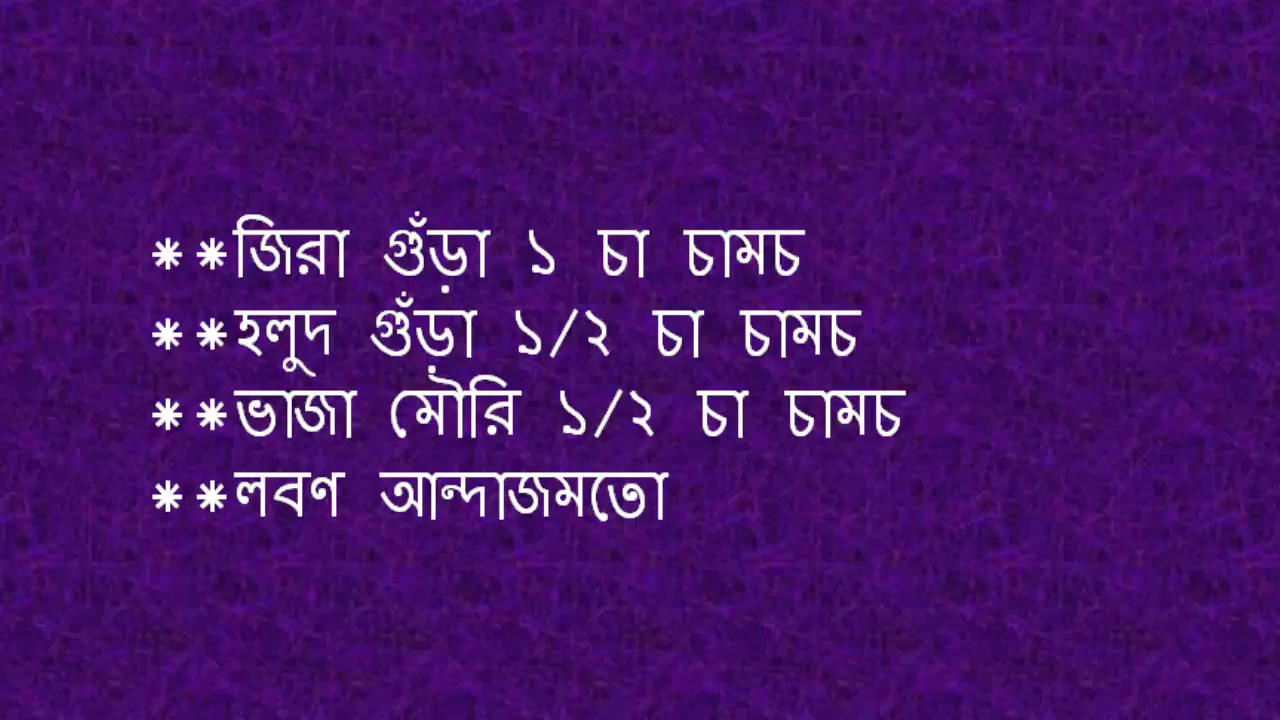 **জিরা গুঁড়া ১ চা চামচ
**হলুদ গুঁড়া ১/২ চা চামচ
**ভাজা মৌরি ১/২ চা চামচ
**লবণ আন্দাজমতো